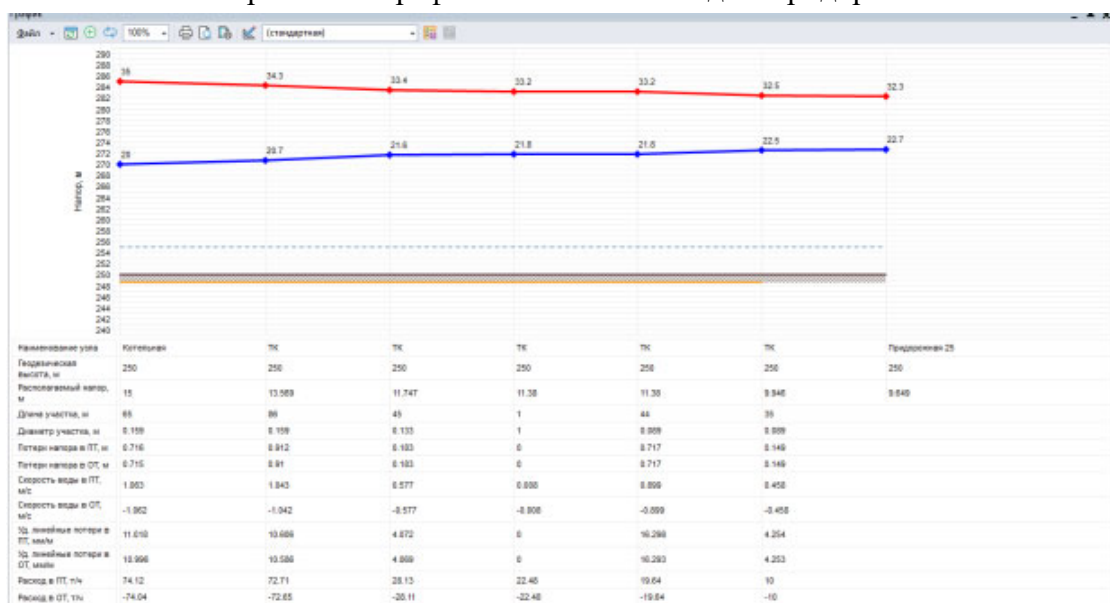 График
Файл 100% (стандартная)
290
288
286
284
282
280
278
276
274
272
270
268
266
264
262
260
258
256
254
252
250
248
246
244
242
240
Напор, м
35 34.3 33.4 33.2 33.2 32.5 32.3
20 20.7 21.6 21.8 21.8 22.5 22.7
Наименование узла Котельная ТК ТК ТК ТК ТК Придорожная 25
Геодезическая
высота, м 250 250 250 250 250 250 250
Располагаемый напор,
м 15 13.569 11.747 11.38 11.38 9.946 9.649
Длина участка, м 65 86 45 1 44 35
Диаметр участка, м 0.159 0.159 0.133 1 0.089 0.089
Потери напора в ПТ, м 0.716 0.912 0.183 0 0.717 0.149
Потери напора в ОТ, м 0.715 0.91 0.183 0 0.717 0.149
Скорость воды в ПТ,
м/с 1.063 1.043 0.577 0.008 0.899 0.458
Скорость воды в ОТ,
м/с -1.062 -1.042 -0.577 -0.008 -0.899 -0.458
Уд. линейные потери в
ПТ, мм/м 11.018 10.606 4.072 0 16.298 4.254
Уд. линейные потери в
ОТ, мм/м 10.996 10.586 4.069 0 16.293 4.253
Расход в ПТ, т/ч 74.12 72.71 28.13 22.48 19.64 10
Расход в ОТ, т/ч -74.04 -72.65 -28.11 -22.48 -19.64 -10